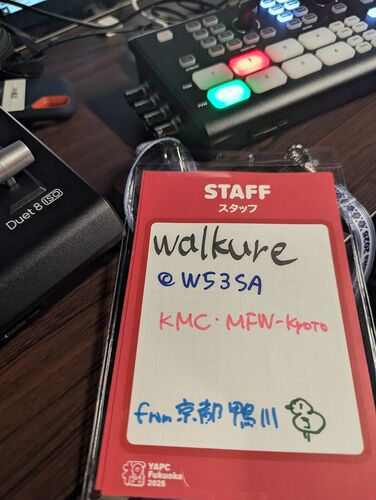 Duet 8 ISO
STAFF
スタッフ
walkure
@W53SA
KMC・MFW-Kyoto
from 京都 鴨川
YAPC
Fukuoka
2025